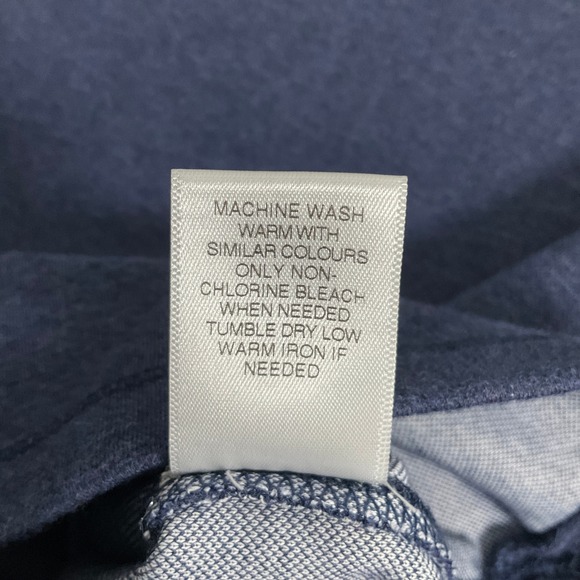 MACHINE WASH
WARM WITH
SIMILAR COLOURS
ONLY NON-
CHLORINE BLEACH
WHEN NEEDED
TUMBLE DRY LOW
WARM IRON IF
NEEDED